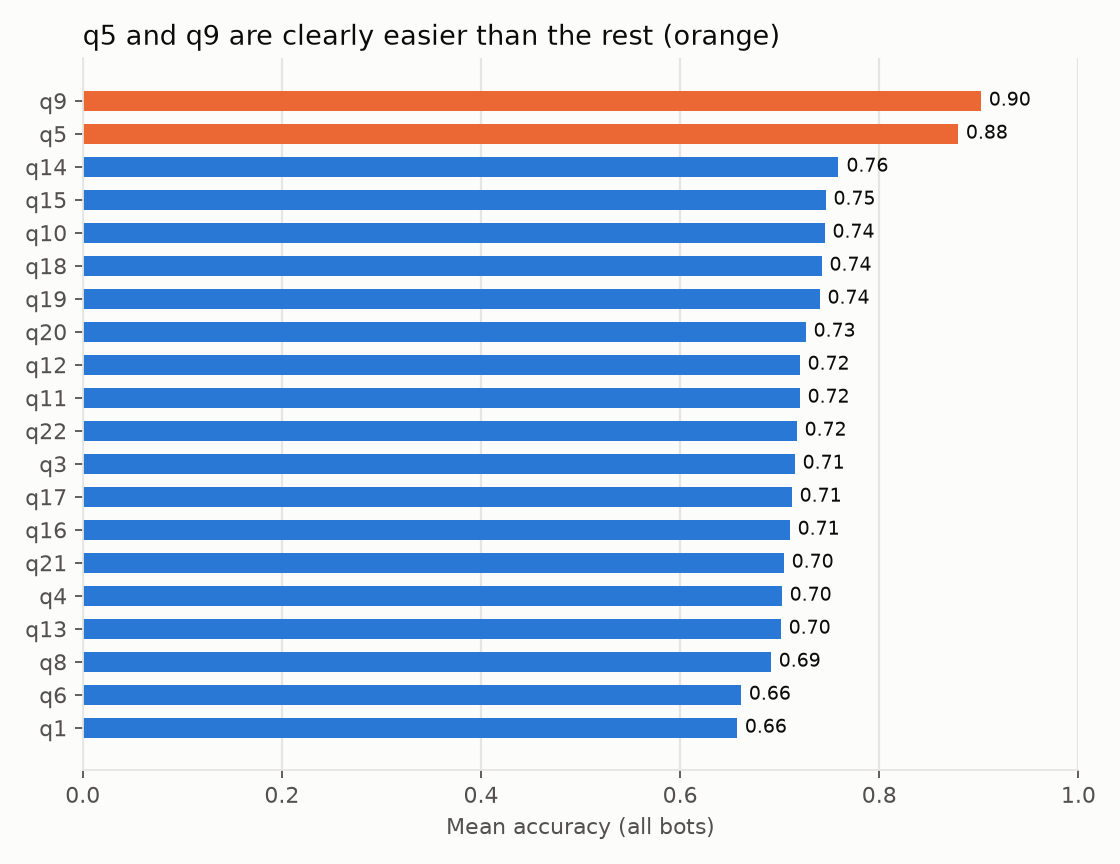 q5 and q9 are clearly easier than the rest (orange)
q9 0.90
q5 0.88
q14 0.76
q15 0.75
q10 0.74
q18 0.74
q19 0.74
q20 0.73
q12 0.72
q11 0.72
q22 0.72
q3 0.71
q17 0.71
q16 0.71
q21 0.70
q4 0.70
q13 0.70
q8 0.69
q6 0.66
q1 0.66
0.0 0.2 0.4 0.6 0.8 1.0
Mean accuracy (all bots)